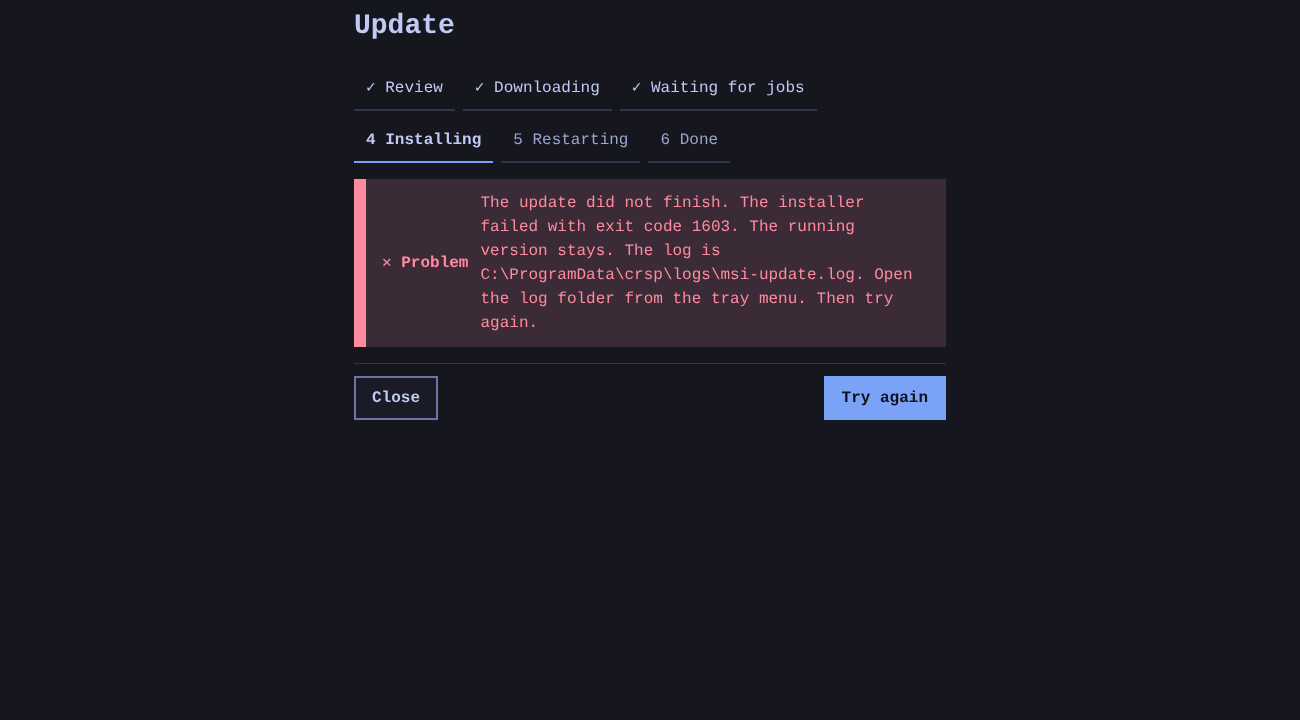 Update
✓ Review ✓ Downloading ✓ Waiting for jobs
4 Installing 5 Restarting 6 Done
The update did not finish. The installer
failed with exit code 1603. The running
version stays. The log is
× Problem
C:\ProgramData\crsp\logs\msi-update.log. Open
the log folder from the tray menu. Then try
again.
Close Try again